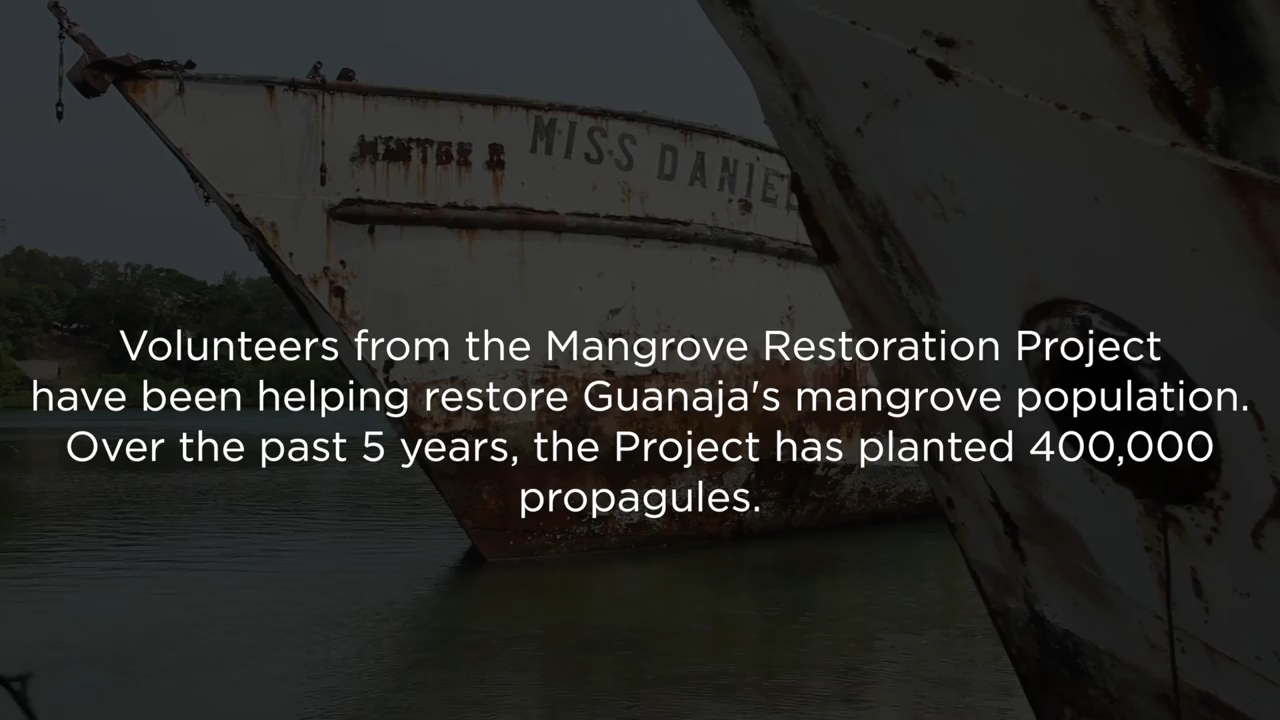 MISS DANIEL
Volunteers from the Mangrove Restoration Project
have been helping restore Guanaja's mangrove population.
Over the past 5 years, the Project has planted 400,000
propagules.